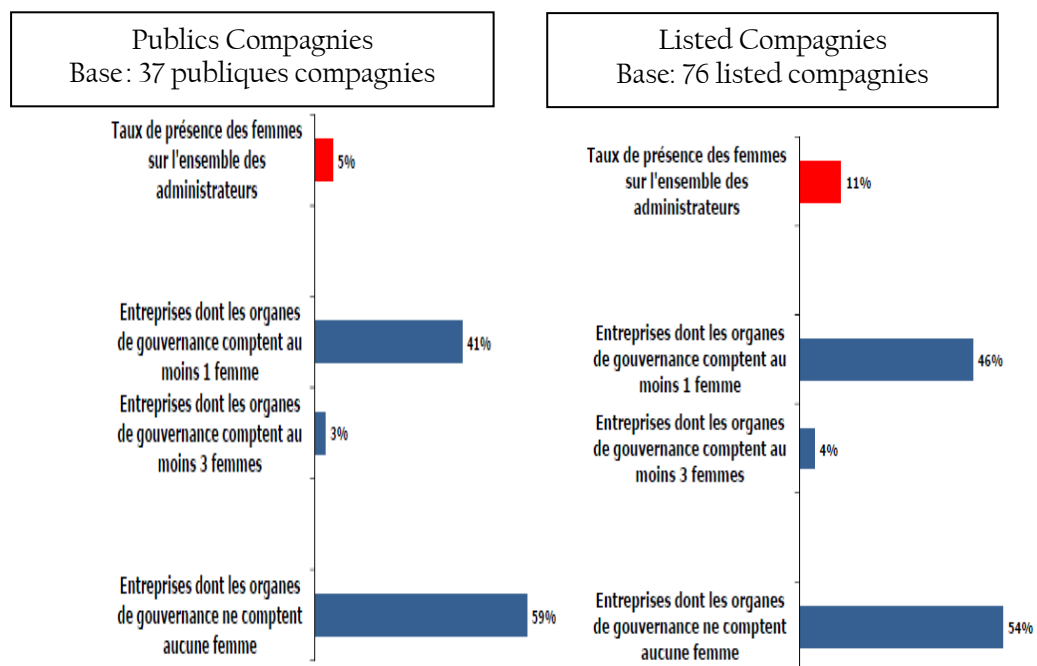 Publics Compagnies
Base: 37 publiques compagnies
Taux de présence des femmes
sur l'ensemble des
administrateurs
5%
Entreprises dont les organes
de gouvernance comptent au
moins 1 femme
41%
Entreprises dont les organes
de gouvernance comptent au
moins 3 femmes
3%
Entreprises dont les organes
de gouvernance ne comptent
aucune femme
59%
Listed Compagnies
Base: 76 listed compagnies
Taux de présence des femmes
sur l'ensemble des
administrateurs
11%
Entreprises dont les organes
de gouvernance comptent au
moins 1 femme
46%
Entreprises dont les organes
de gouvernance comptent au
moins 3 femmes
4%
Entreprises dont les organes
de gouvernance ne comptent
aucune femme
54%